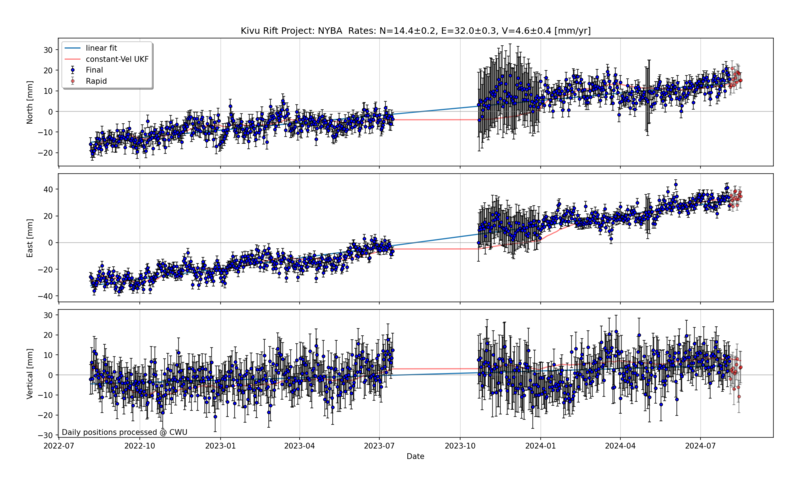 Kivu Rift Project: NYBA  Rates: N=14.4±0.2, E=32.0±0.3, V=4.6±0.4 [mm/yr]
linear fit
constant-Vel UKF
Final
Rapid
North [mm]
30
20
10
0
−10
−20
East [mm]
40
20
0
−20
−40
Vertical [mm]
30
20
10
0
−10
−20
−30
Daily positions processed @ CWU
2022-07
2022-10
2023-01
2023-04
2023-07
2023-10
2024-01
2024-04
2024-07
Date